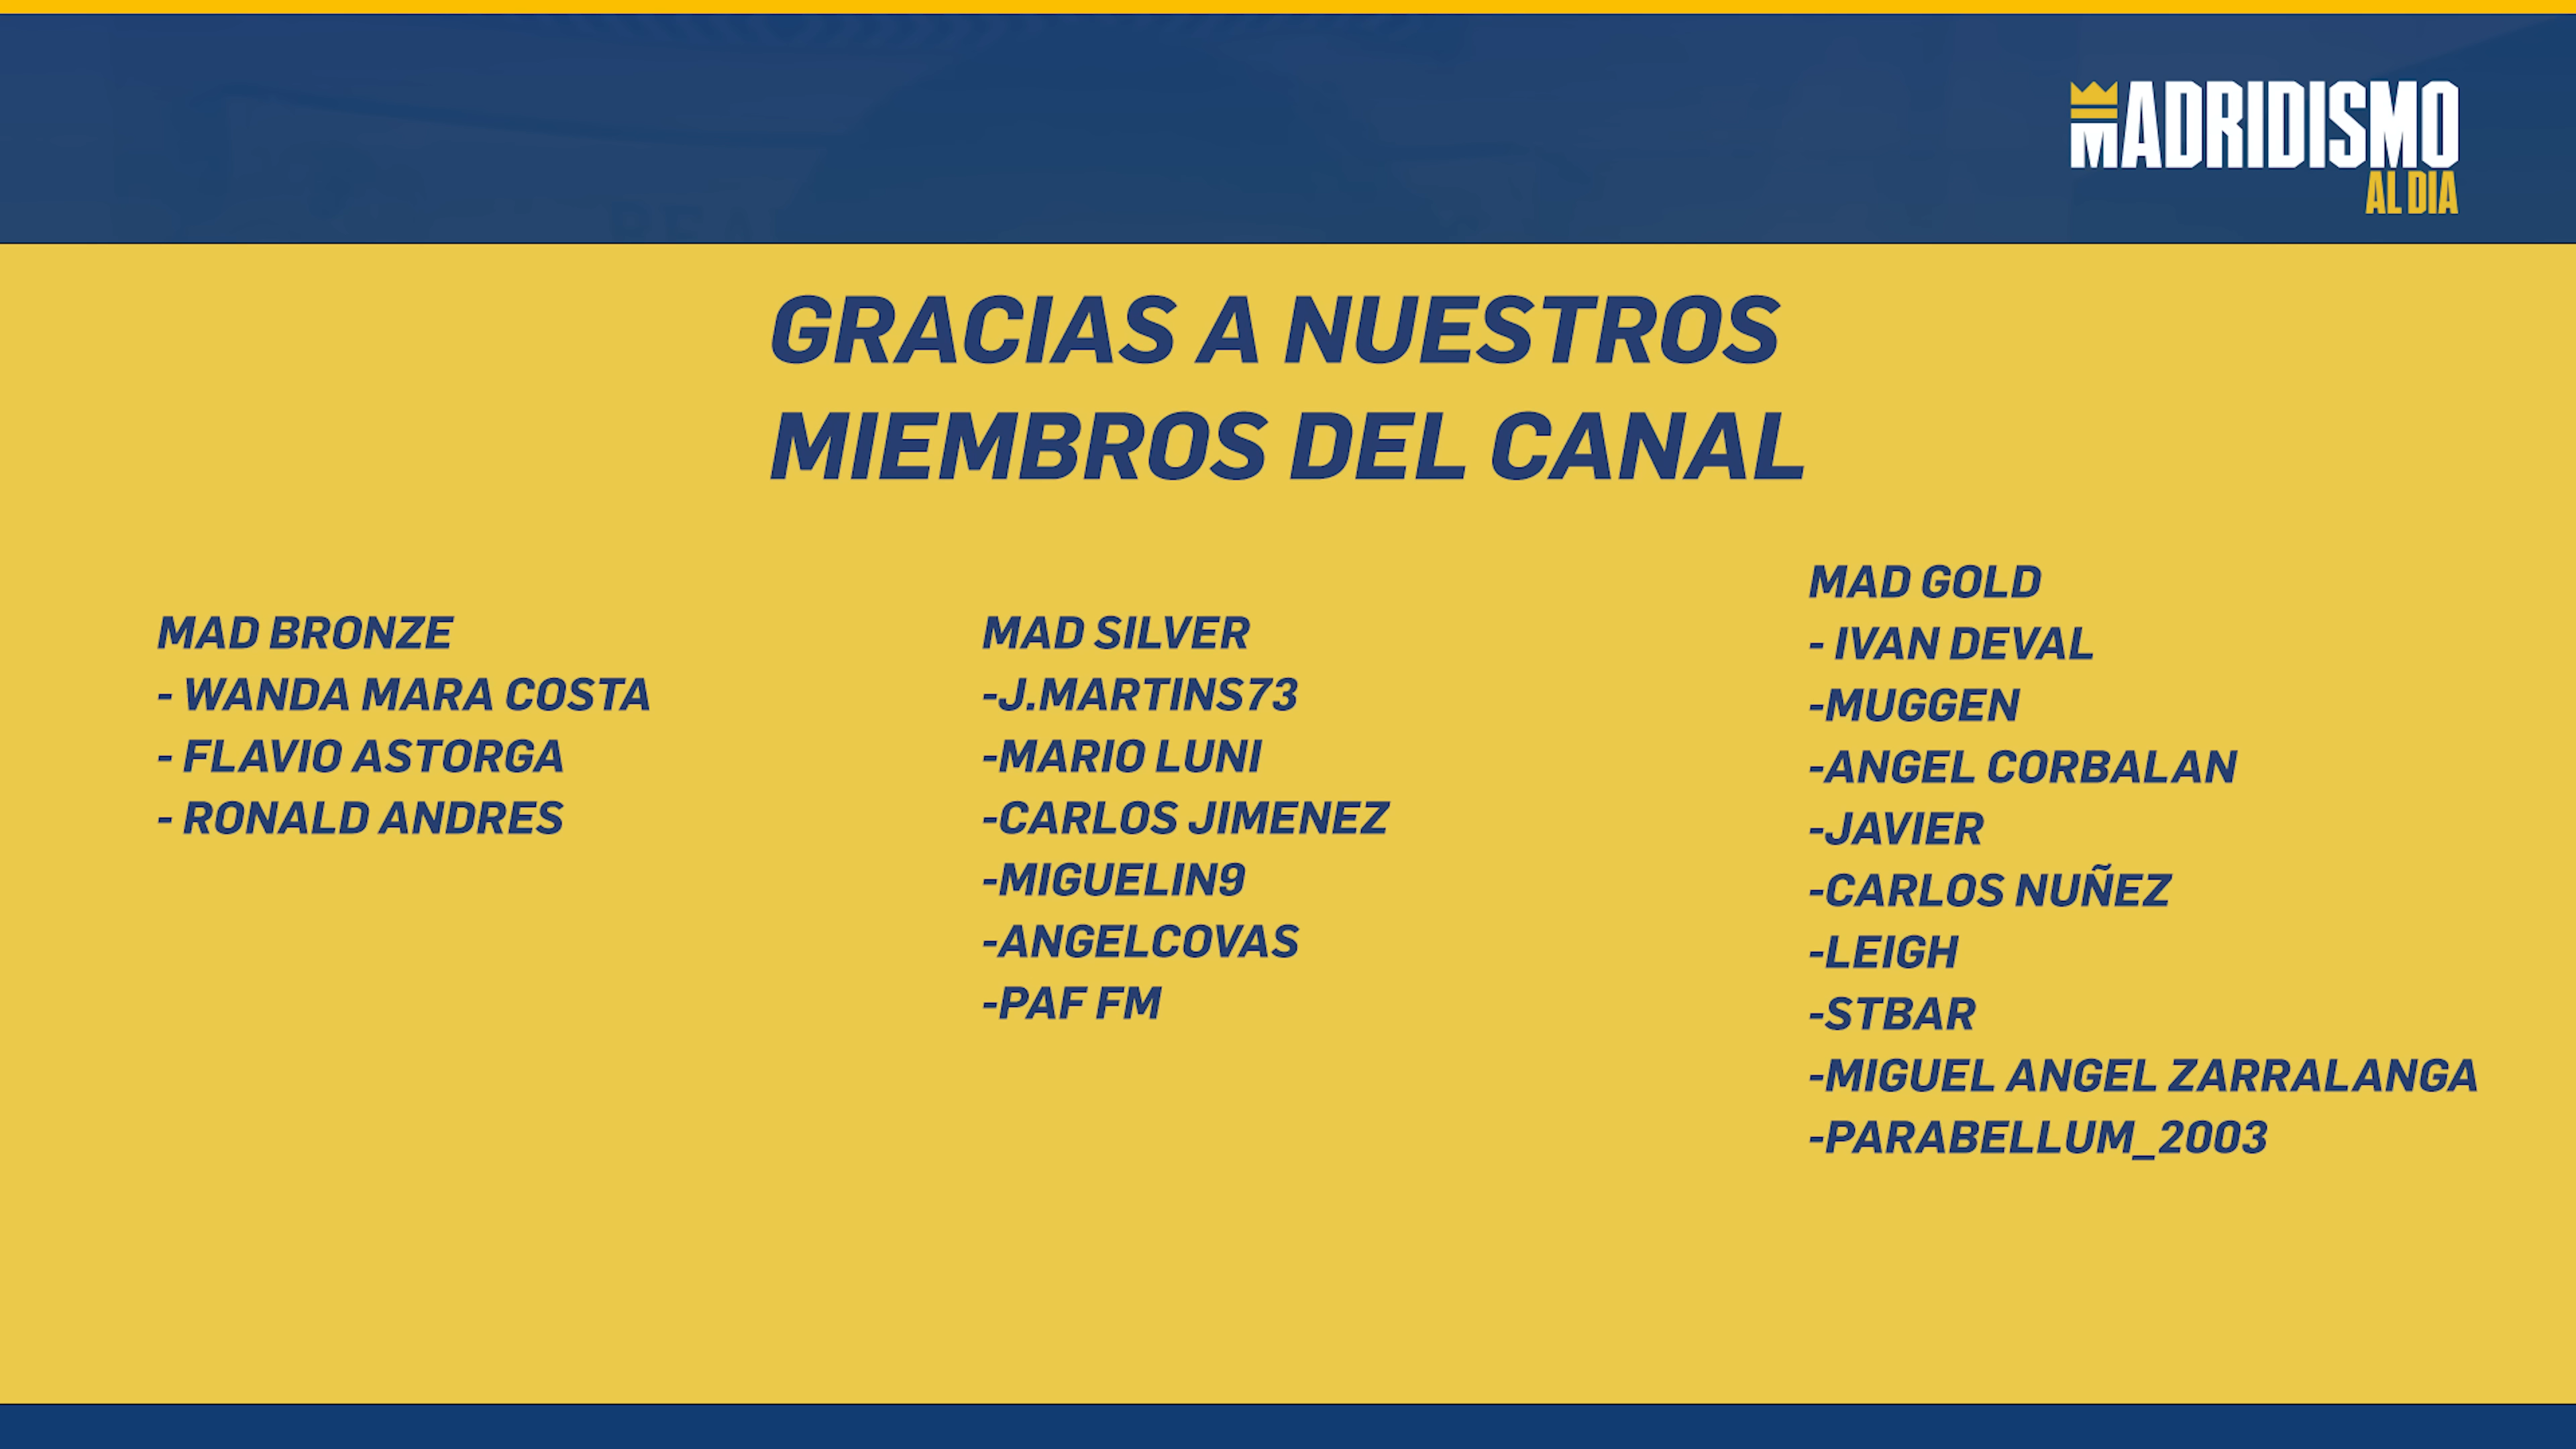 MADRIDISMO
AL DIA
GRACIAS A NUESTROS
MIEMBROS DEL CANAL
MAD BRONZE
- WANDA MARA COSTA
- FLAVIO ASTORGA
- RONALD ANDRES
MAD SILVER
-J.MARTINS73
-MARIO LUNI
-CARLOS JIMENEZ
-MIGUELIN9
-ANGELCOVAS
-PAF FM
MAD GOLD
- IVAN DEVAL
-MUGGEN
-ANGEL CORBALAN
-JAVIER
-CARLOS NUÑEZ
-LEIGH
-STBAR
-MIGUEL ANGEL ZARRALANGA
-PARABELLUM_2003